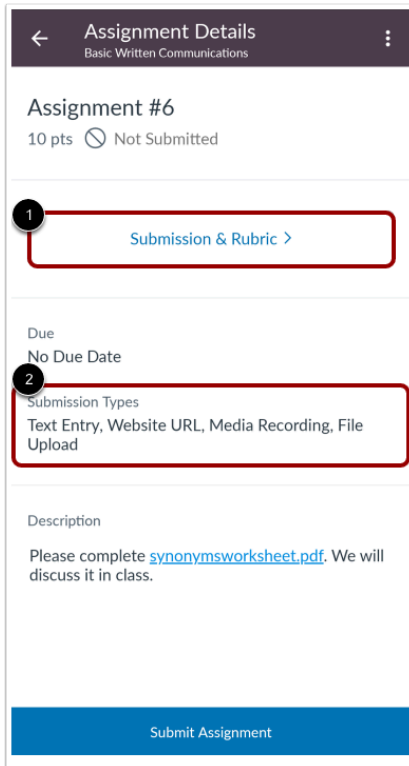 Assignment Details
Basic Written Communications
Assignment #6
10 pts Not Submitted
1
Submission & Rubric >
Due
No Due Date
2
Submission Types
Text Entry, Website URL, Media Recording, File
Upload
Description
Please complete synonymsworksheet.pdf. We will
discuss it in class.
Submit Assignment